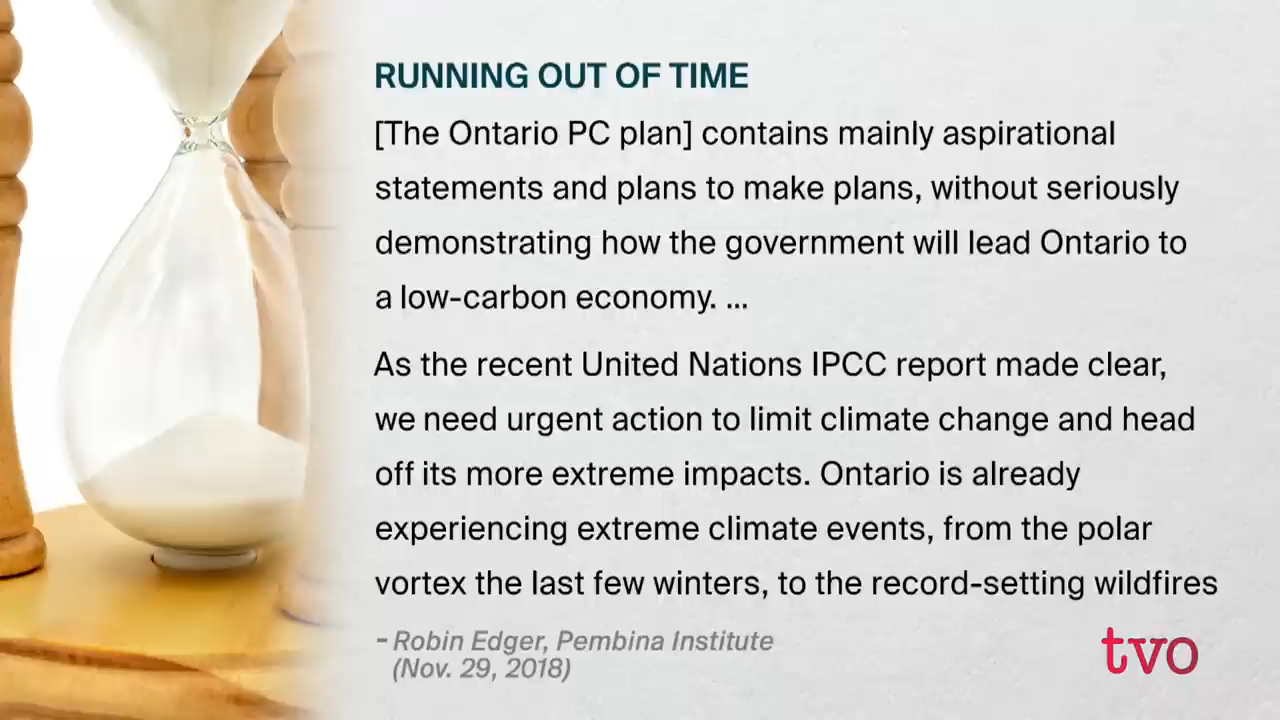 RUNNING OUT OF TIME
[The Ontario PC plan] contains mainly aspirational
statements and plans to make plans, without seriously
demonstrating how the government will lead Ontario to
a low-carbon economy. ...
As the recent United Nations IPCC report made clear,
we need urgent action to limit climate change and head
off its more extreme impacts. Ontario is already
experiencing extreme climate events, from the polar
vortex the last few winters, to the record-setting wildfires
– Robin Edger, Pembina Institute
(Nov. 29, 2018)
tvo